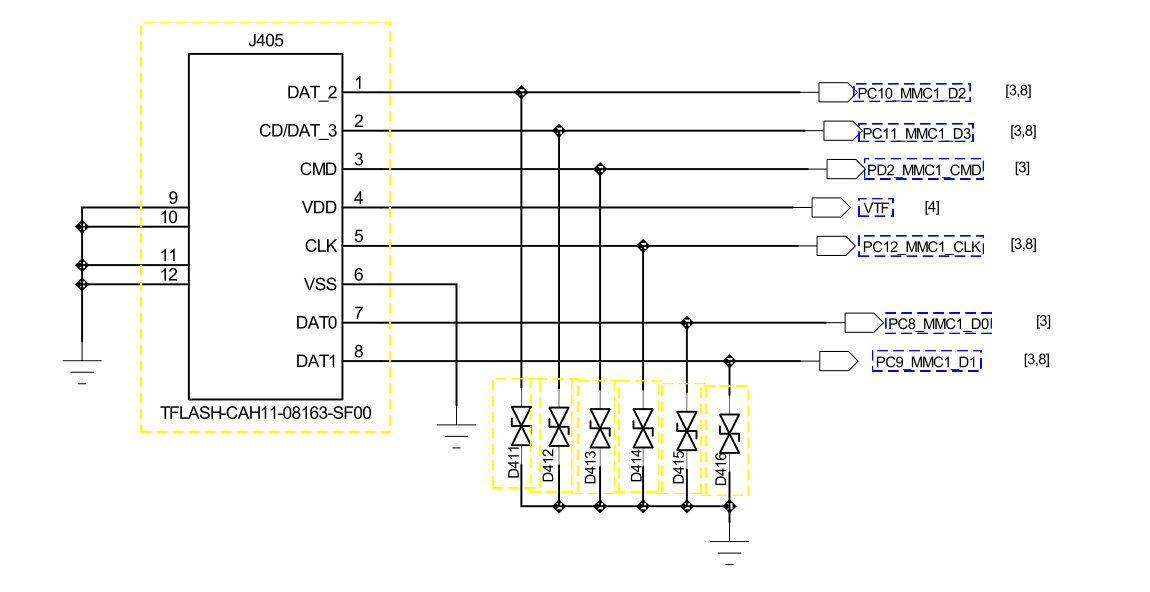 J405
DAT_2 1 PC10_MMC1_D2 [3,8]
CD/DAT_3 2 PC11_MMC1_D3 [3,8]
CMD 3 PD2_MMC1_CMD [3]
9 VDD 4 VTF [4]
10
CLK 5 PC12_MMC1_CLK [3,8]
11
12 VSS 6
DAT0 7 PC8_MMC1_D0 [3]
DAT1 8 PC9_MMC1_D1 [3,8]
TFLASH-CAH11-08163-SF00
D411
D412
D413
D414
D415
D416